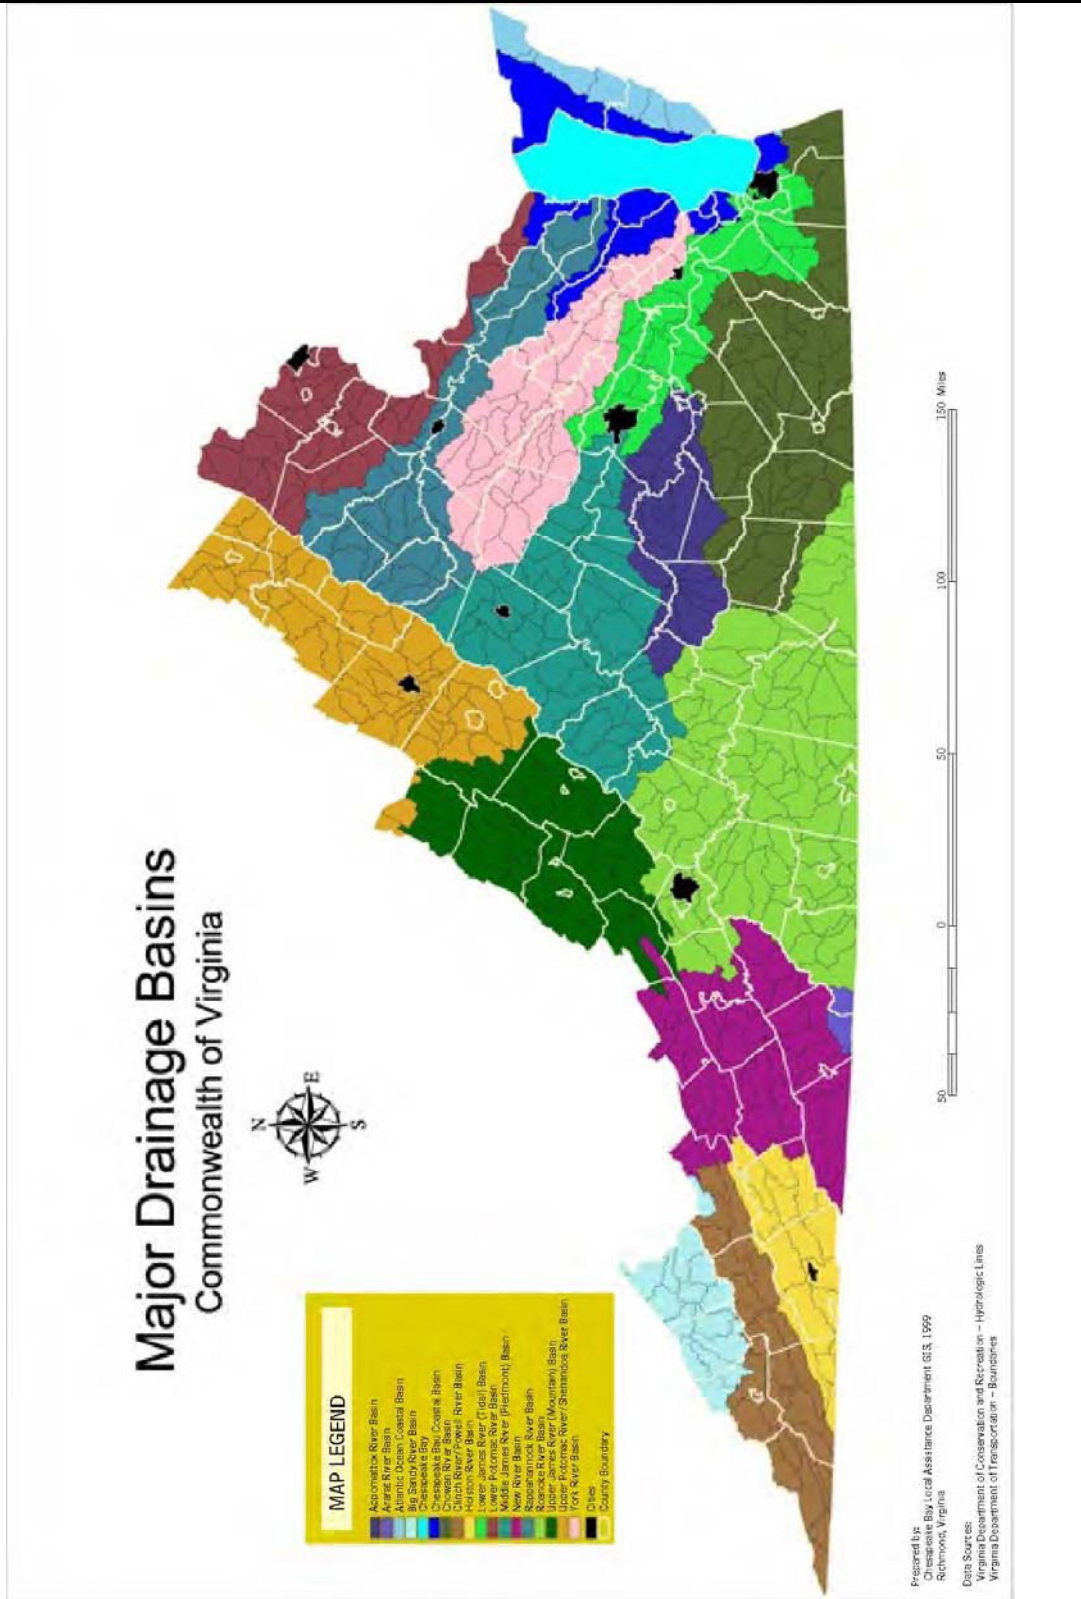 Major Drainage Basins
Commonwealth of Virginia
N
W E
S
MAP LEGEND
Appomattox River Basin
Ararat River Basin
Atlantic Ocean Coastal Basin
Big Sandy River Basin
Chesapeake Bay
Chesapeake Bau Coastal Basin
Chowan River Basin
Clinch River/Powell River Basin
Holston River Basin
Lower James River (Tidal) Basin
Lower Potomac River Basin
Middle James River (Piedmont) Basin
New River Basin
Rappahannock River Basin
Roanoke River Basin
Upper James River (Mountain) Basin
Upper Potomac River/Shenandoa River Basin
York River Basin
Cities
County Boundary
50 0 50 100 150 Miles
Prepared by:
Chesapeake Bay Local Assistance Department GIS, 1999
Richmond, Virginia
Data Sources:
Virginia Department of Conservation and Recreation – Hydrologic Lines
Virginia Department of Transportation – Boundaries